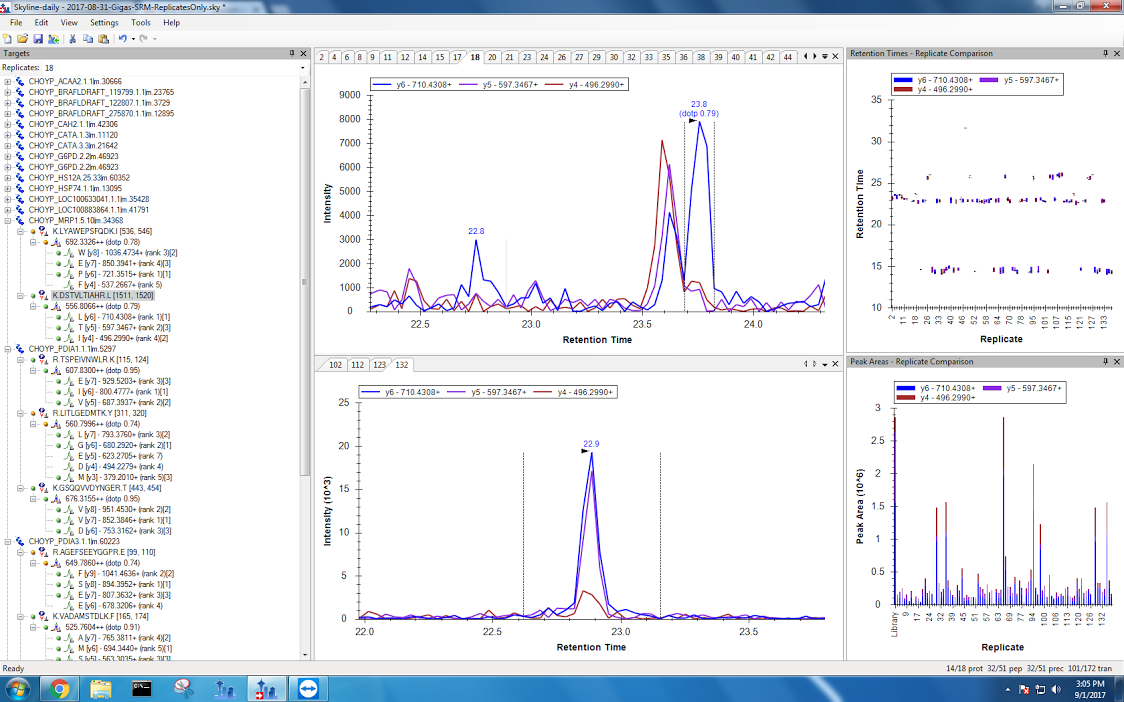 Skyline-daily - 2017-08-31-Gigas-SRM-ReplicatesOnly.sky *
File Edit View Settings Tools Help
Targets
Replicates: 18
CHOYP_ACAA2.1.1|m.30666
CHOYP_BRAFLDRAFT_119799.1.1|m.23765
CHOYP_BRAFLDRAFT_122807.1.1|m.3729
CHOYP_BRAFLDRAFT_275870.1.1|m.12895
CHOYP_CAH2.1.1|m.42306
CHOYP_CATA.1.3|m.11120
CHOYP_CATA.3.3|m.21642
CHOYP_G6PD.2.2|m.46923
CHOYP_G6PD.2.2|m.46923
CHOYP_HS12A.25.33|m.60352
CHOYP_HSP74.1.1|m.13095
CHOYP_LOC100633041.1.1|m.35428
CHOYP_LOC100883864.1.1|m.41791
CHOYP_MRP1.5.10|m.34368
K.LYAWEPSFQDK.I [536, 546]
692.3326++ (dotp 0.78)
W [y8] - 1036.4734+ (rank 3)[2]
E [y7] - 850.3941+ (rank 4)[3]
P [y6] - 721.3515+ (rank 1)[1]
F [y4] - 537.2667+ (rank 5)
K.DSTVLTIAHR.L [1511, 1520]
556.8066++ (dotp 0.79)
L [y6] - 710.4308+ (rank 1)[1]
T [y5] - 597.3467+ (rank 2)[3]
I [y4] - 496.2990+ (rank 4)[2]
CHOYP_PDIA1.1.1|m.5297
R.TSPEIVNWLR.K [115, 124]
607.8300++ (dotp 0.95)
E [y7] - 929.5203+ (rank 3)[3]
I [y6] - 800.4777+ (rank 1)[1]
V [y5] - 687.3937+ (rank 2)[2]
R.LITLGEDMTK.Y [311, 320]
560.7996++ (dotp 0.74)
L [y7] - 793.3760+ (rank 3)[2]
G [y6] - 680.2920+ (rank 2)[1]
E [y5] - 623.2705+ (rank 7)
D [y4] - 494.2279+ (rank 4)
M [y3] - 379.2010+ (rank 5)[3]
K.GSQQVVDYNGER.T [443, 454]
676.3155++ (dotp 0.95)
V [y8] - 951.4530+ (rank 2)[2]
V [y7] - 852.3846+ (rank 1)[1]
D [y6] - 753.3162+ (rank 3)[3]
CHOYP_PDIA3.1.1|m.60223
R.AGEFSEEYGGPR.E [99, 110]
649.7860++ (dotp 0.74)
F [y9] - 1041.4636+ (rank 2)[2]
S [y8] - 894.3952+ (rank 1)[1]
E [y7] - 807.3632+ (rank 3)[3]
E [y6] - 678.3206+ (rank 4)
K.VADAMSTDLK.F [165, 174]
525.7604++ (dotp 0.91)
A [y7] - 765.3811+ (rank 4)[2]
M [y6] - 694.3440+ (rank 5)[1]
S [y5] - 563.3035+ (rank 3)[3]
2 4 6 8 11 12 14 15 17 18 20 21 23 27 29 30 32 33 35 36 38 39 40 41 42 44
y6 - 710.4308+ y5 - 597.3467+ y4 - 496.2990+
9000
8000
7000
6000
5000
4000
3000
2000
1000
0
Intensity
22.8
23.8
(dotp 0.79)
22.5 23.0 23.5 24.0
Retention Time
102 112 123 132
y6 - 710.4308+ y5 - 597.3467+ y4 - 496.2990+
25
20
15
10
5
0
Intensity (10^3)
22.9
22.0 22.5 23.0 23.5
Retention Time
Retention Times - Replicate Comparison
y6 - 710.4308+ y5 - 597.3467+
y4 - 496.2990+
35
30
25
20
15
10
Retention Time
2 11 18 26 33 40 46 52 58 64 70 78 95 101 107 115 121 127 133
Replicate
Peak Areas - Replicate Comparison
y6 - 710.4308+ y5 - 597.3467+
y4 - 496.2990+
3
2.5
2
1.5
1
0.5
0
Peak Area (10^6)
Library 9 17 24 32 39 45 51 57 63 69 77 94 100 106 113 120 126 132
Replicate
Ready
14/18 prot 32/51 pep 32/51 prec 101/172 tran
3:05 PM
9/1/2017